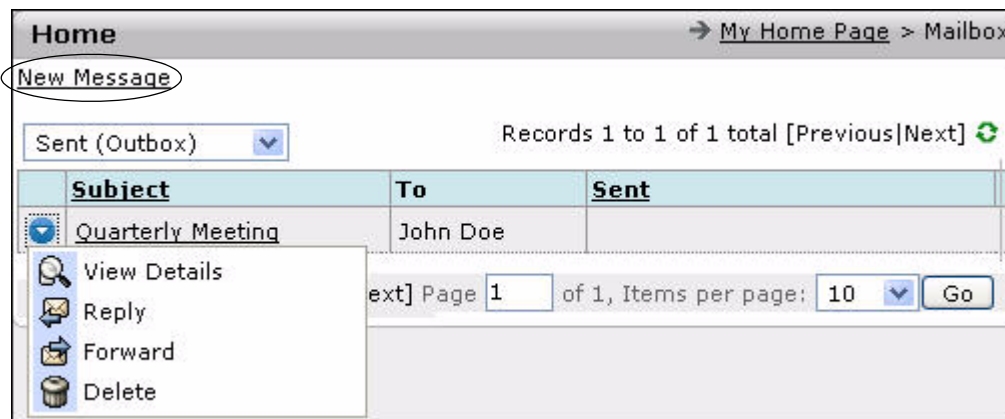 Home → My Home Page > Mailbox
New Message
Sent (Outbox) Records 1 to 1 of 1 total [Previous|Next]
Subject To Sent
Quarterly Meeting John Doe
View Details
ext] Page 1 of 1, Items per page: 10 Go
Reply
Forward
Delete